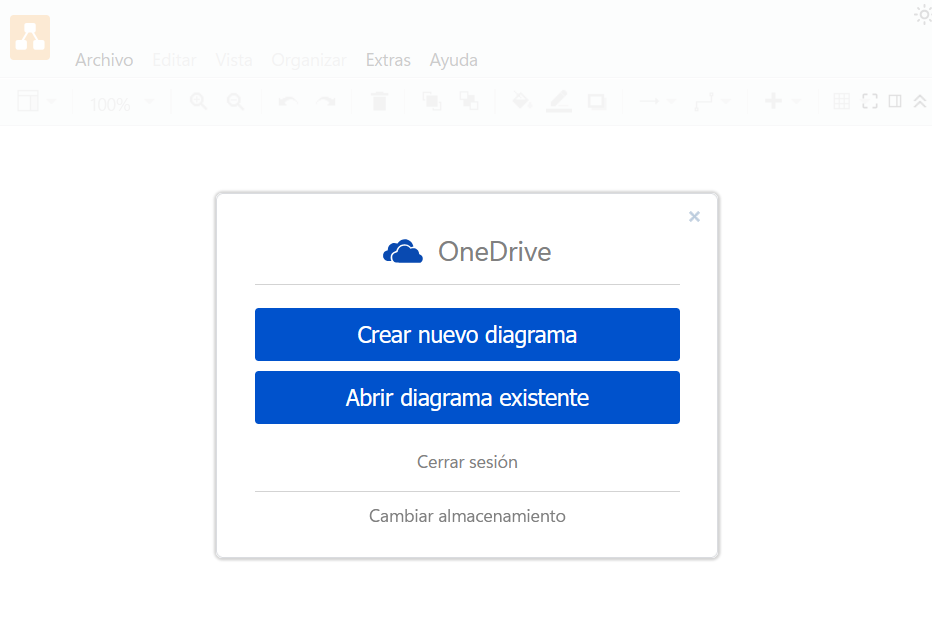 Archivo Editar Vista Organizar Extras Ayuda
100%
OneDrive
Crear nuevo diagrama
Abrir diagrama existente
Cerrar sesión
Cambiar almacenamiento